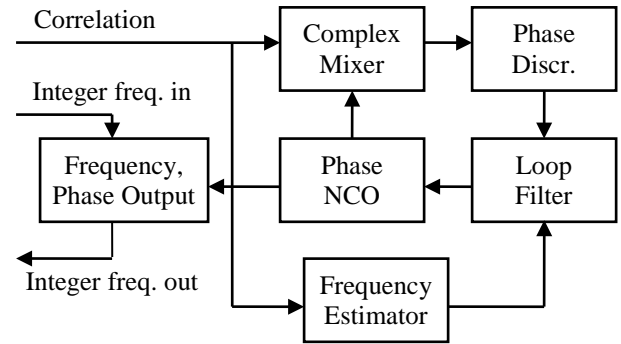 Correlation
Complex
Mixer
Phase
Discr.
Integer freq. in
Frequency,
Phase Output
Phase
NCO
Loop
Filter
Integer freq. out
Frequency
Estimator